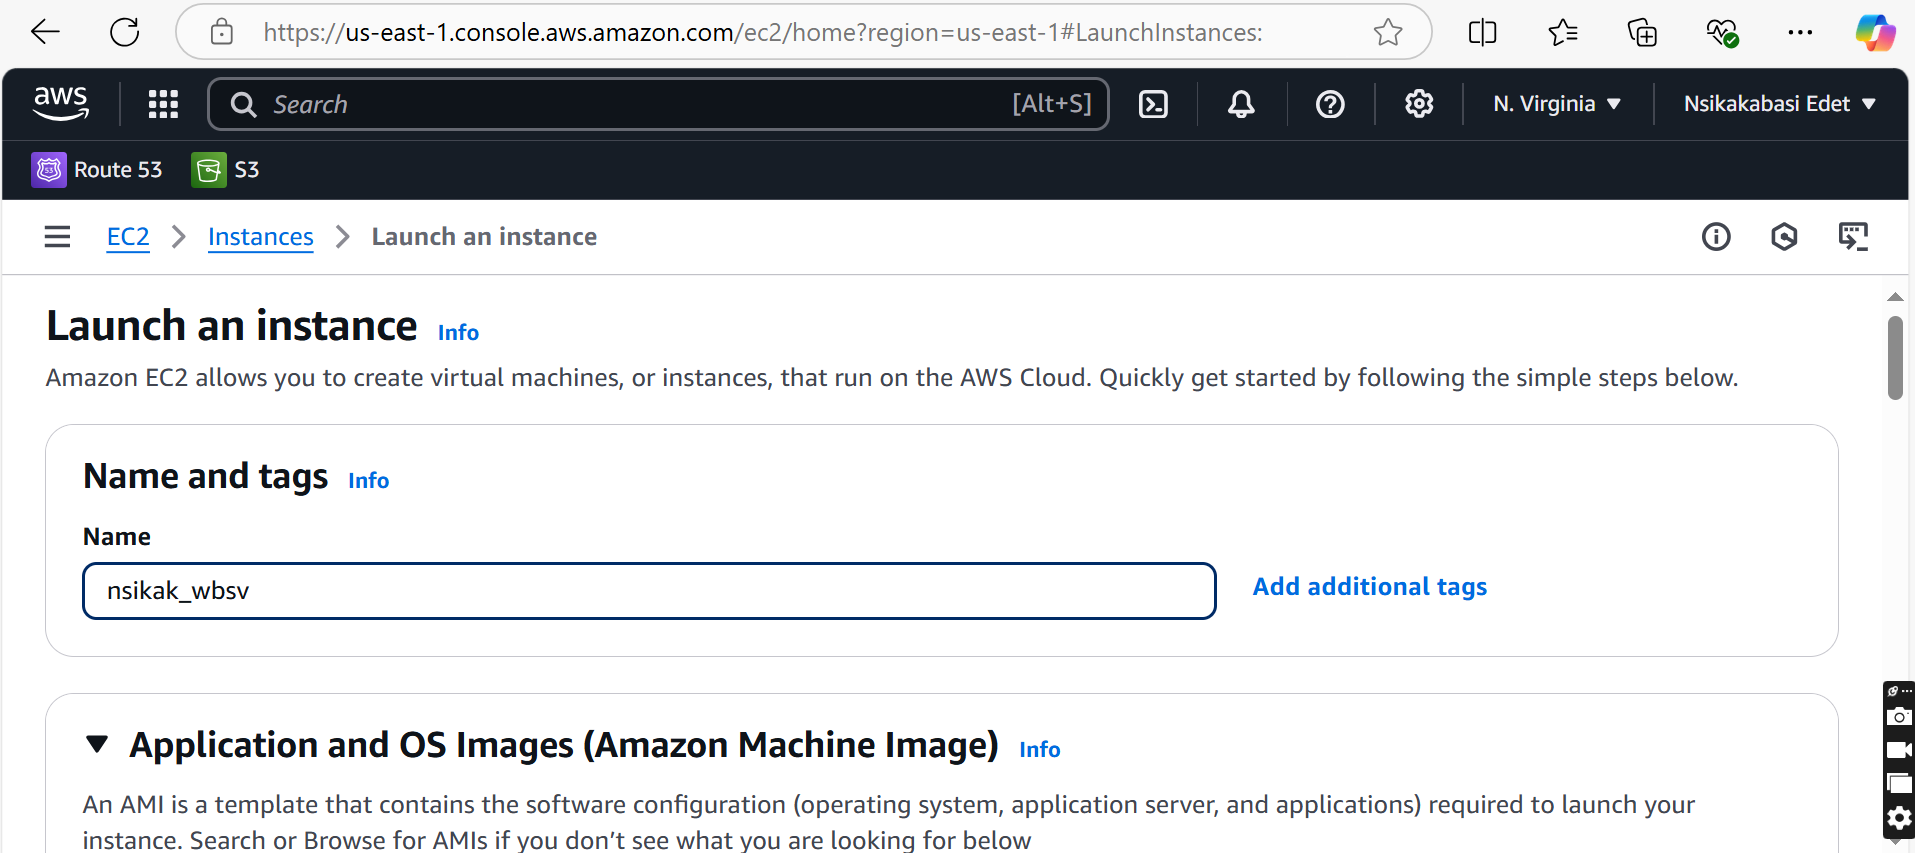 https://us-east-1.console.aws.amazon.com/ec2/home?region=us-east-1#LaunchInstances:
aws Search [Alt+S] N. Virginia Nsikakabasi Edet
53 Route 53 S3
EC2 Instances Launch an instance
Launch an instance Info
Amazon EC2 allows you to create virtual machines, or instances, that run on the AWS Cloud. Quickly get started by following the simple steps below.
Name and tags Info
Name
nsikak_wbsv Add additional tags
Application and OS Images (Amazon Machine Image) Info
An AMI is a template that contains the software configuration (operating system, application server, and applications) required to launch your
instance. Search or Browse for AMIs if you don’t see what you are looking for below